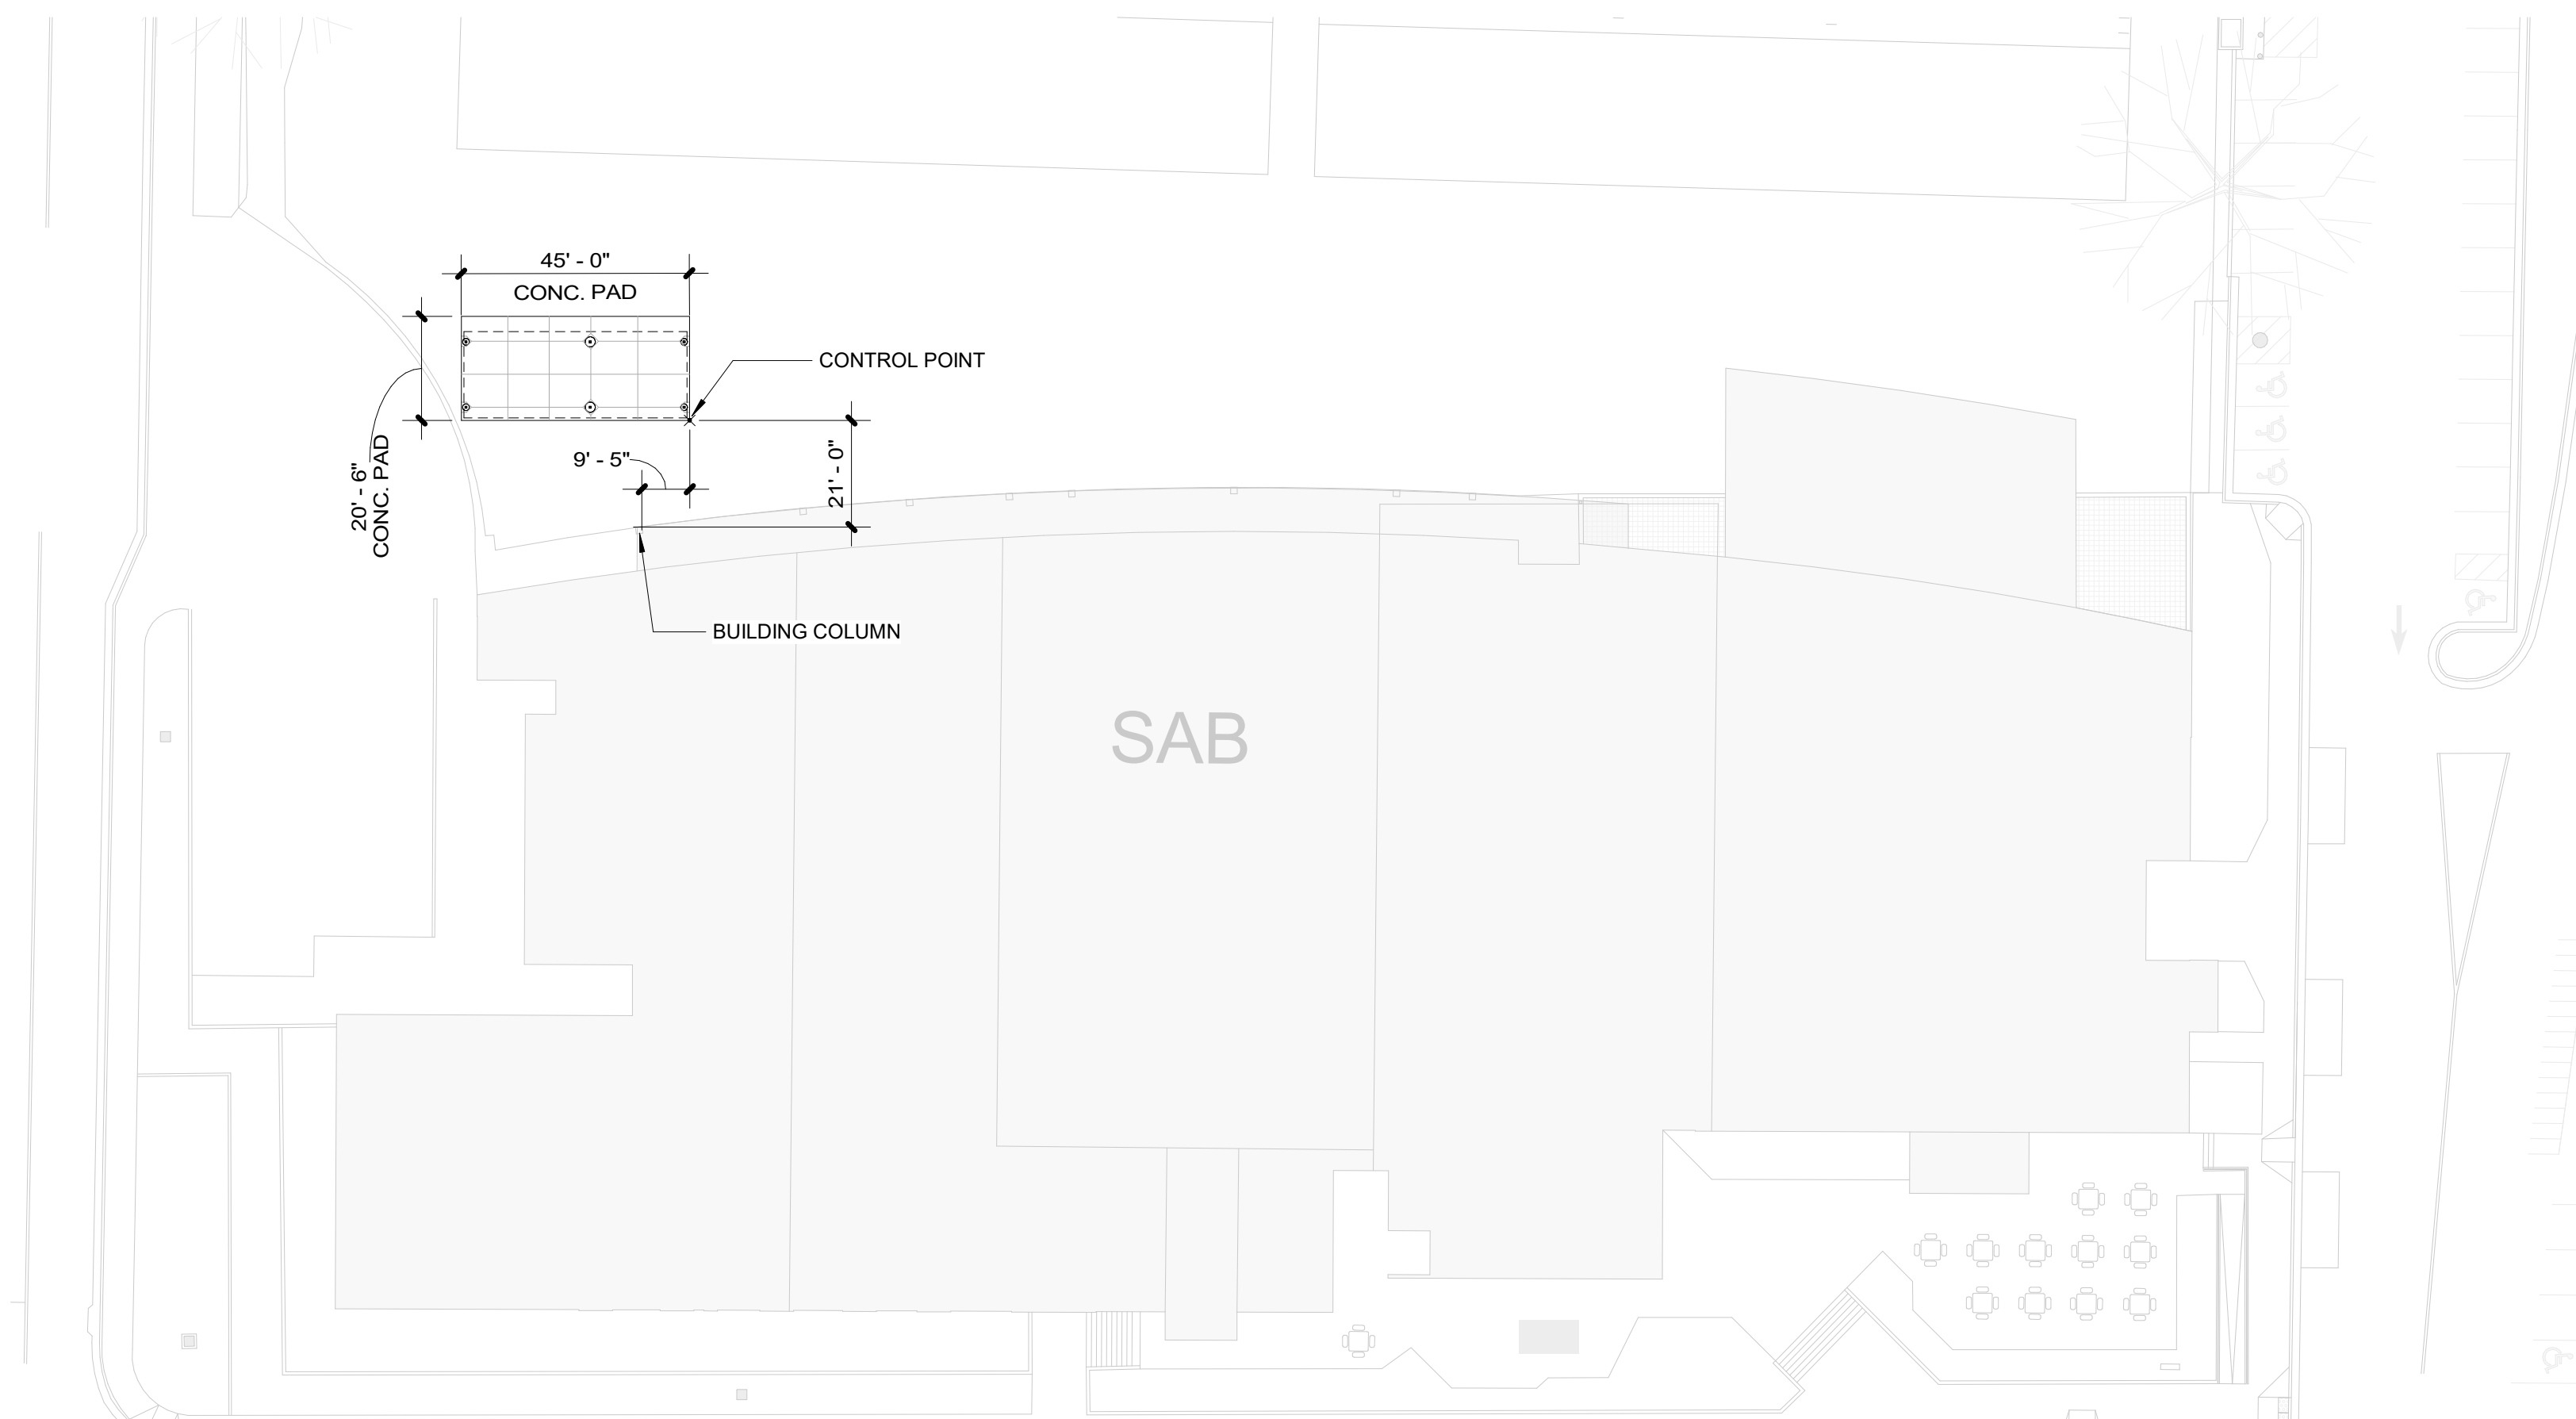 45' - 0"
CONC. PAD
CONTROL POINT
20' - 6"
CONC. PAD
9' - 5"
21' - 0"
BUILDING COLUMN
SAB